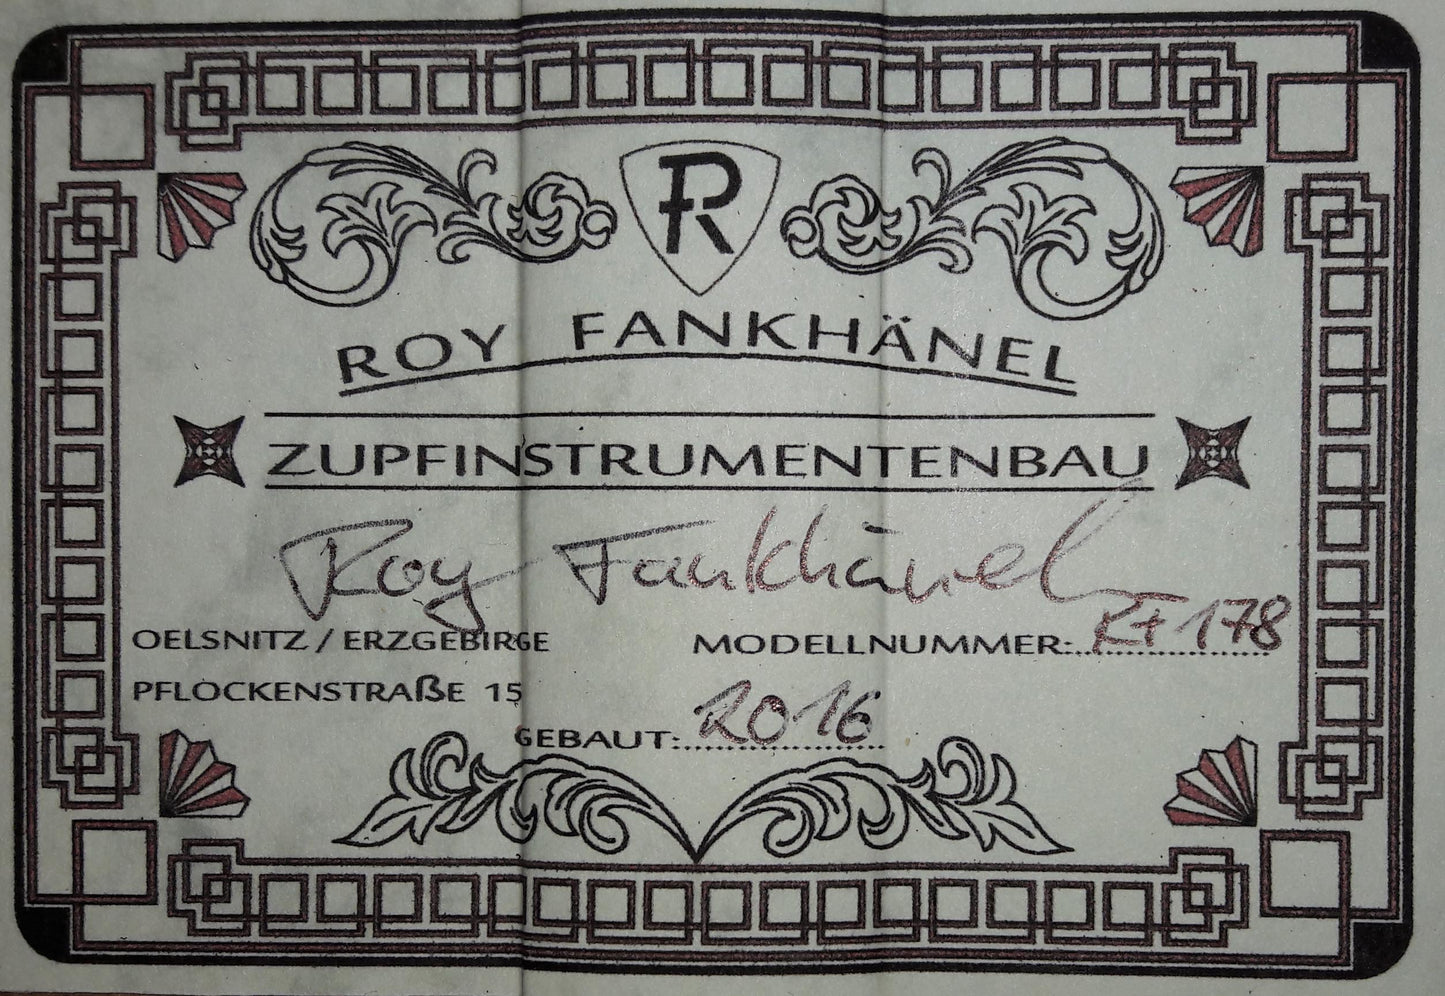 R
ROY FANKHÄNEL
ZUPFINSTRUMENTENBAU
Roy Fankhänel
OELSNITZ / ERZGEBIRGE
PFLOCKENSTRAßE 15
MODELLNUMMER: RF 178
GEBAUT: 2016